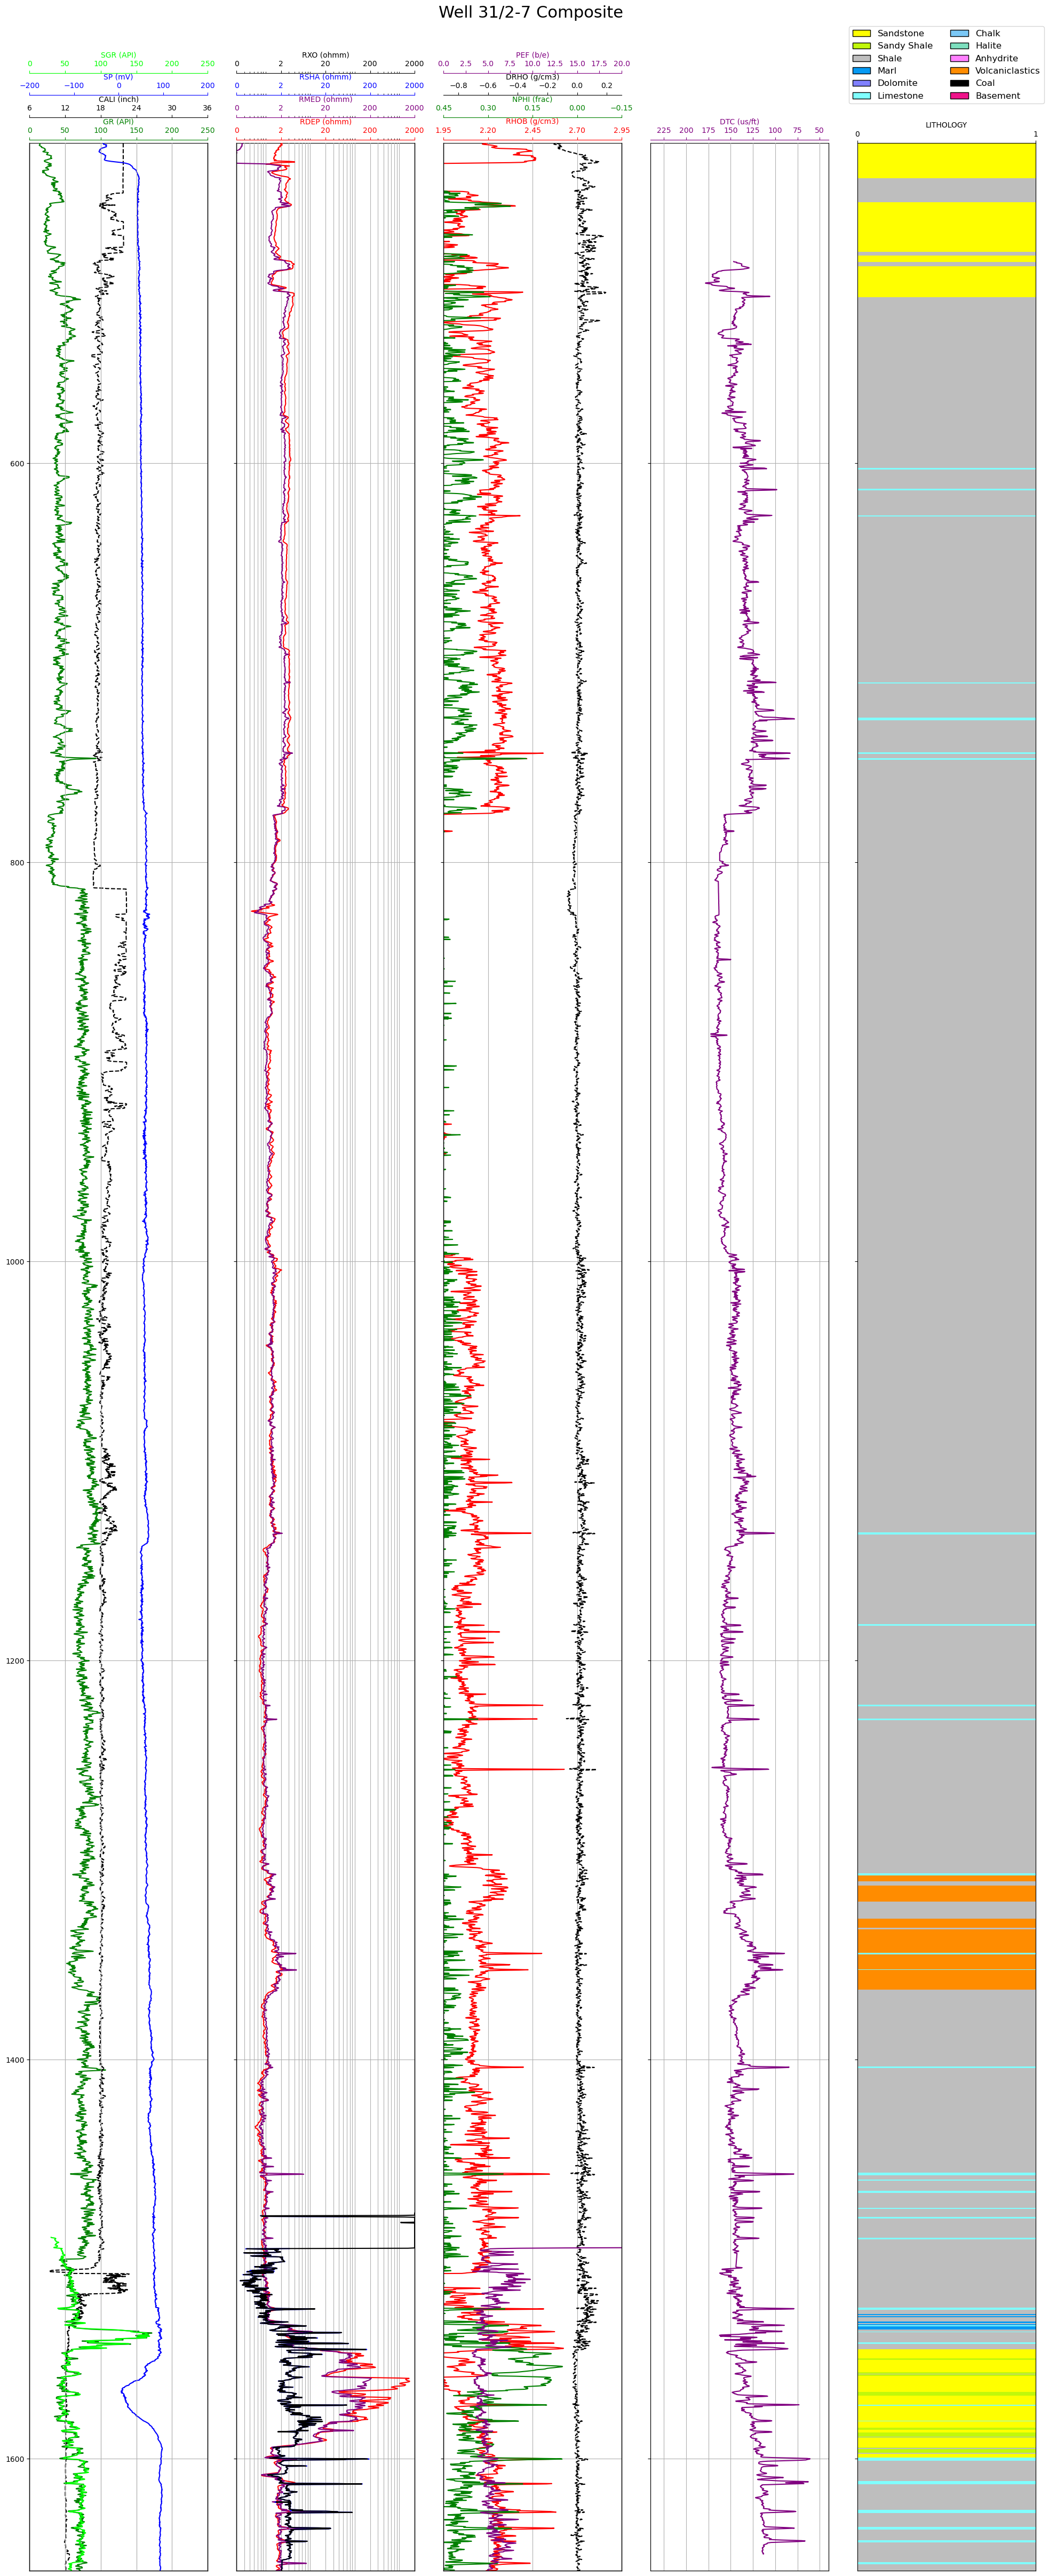 Well 31/2-7 Composite
Sandstone Chalk
Sandy Shale Halite
Shale Anhydrite
Marl Volcaniclastics
Dolomite Coal
Limestone Basement
SGR (API) RXO (ohmm) PEF (b/e)
0 50 100 150 200 250 0 2 20 200 2000 0.0 2.5 5.0 7.5 10.0 12.5 15.0 17.5 20.0
SP (mV) RSHA (ohmm) DRHO (g/cm3)
−200 −100 0 100 200 0 2 20 200 2000 −0.8 −0.6 −0.4 −0.2 0.0 0.2
CALI (inch) RMED (ohmm) NPHI (frac)
6 12 18 24 30 36 0 2 20 200 2000 0.45 0.30 0.15 0.00 −0.15
GR (API) RDEP (ohmm) RHOB (g/cm3) DTC (us/ft) LITHOLOGY
0 50 100 150 200 250 0 2 20 200 2000 1.95 2.20 2.45 2.70 2.95 225 200 175 150 125 100 75 50 0 1
600
800
1000
1200
1400
1600